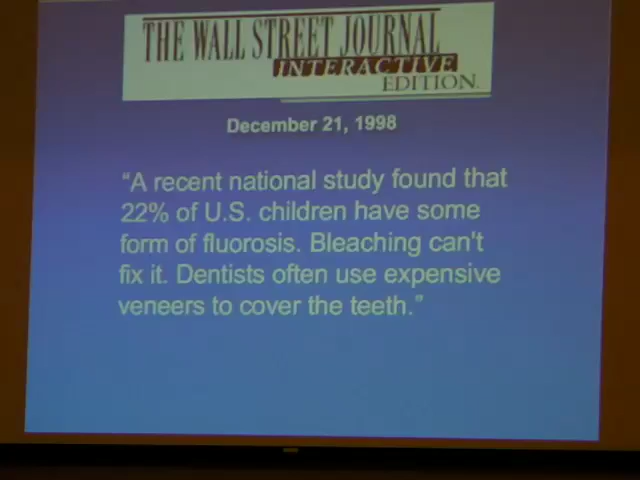 THE WALL STREET JOURNAL
INTERACTIVE
EDITION.
December 21, 1998
“A recent national study found that
22% of U.S. children have some
form of fluorosis. Bleaching can't
fix it. Dentists often use expensive
veneers to cover the teeth.”